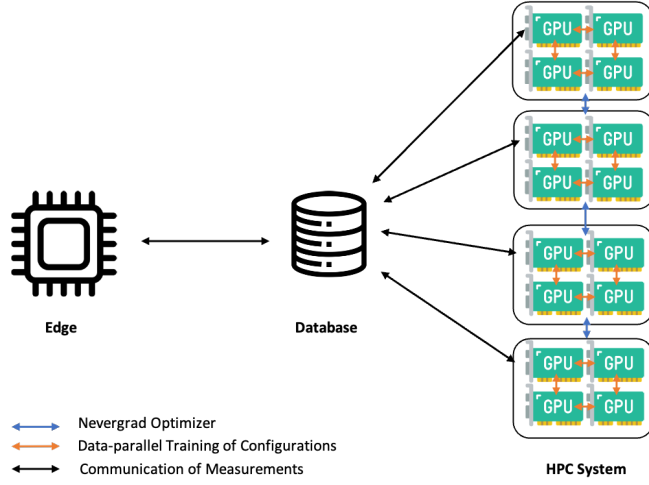 GPU GPU
GPU GPU
GPU GPU
GPU GPU
GPU GPU
GPU GPU
GPU GPU
GPU GPU
Edge
Database
Nevergrad Optimizer
Data-parallel Training of Configurations
Communication of Measurements
HPC System